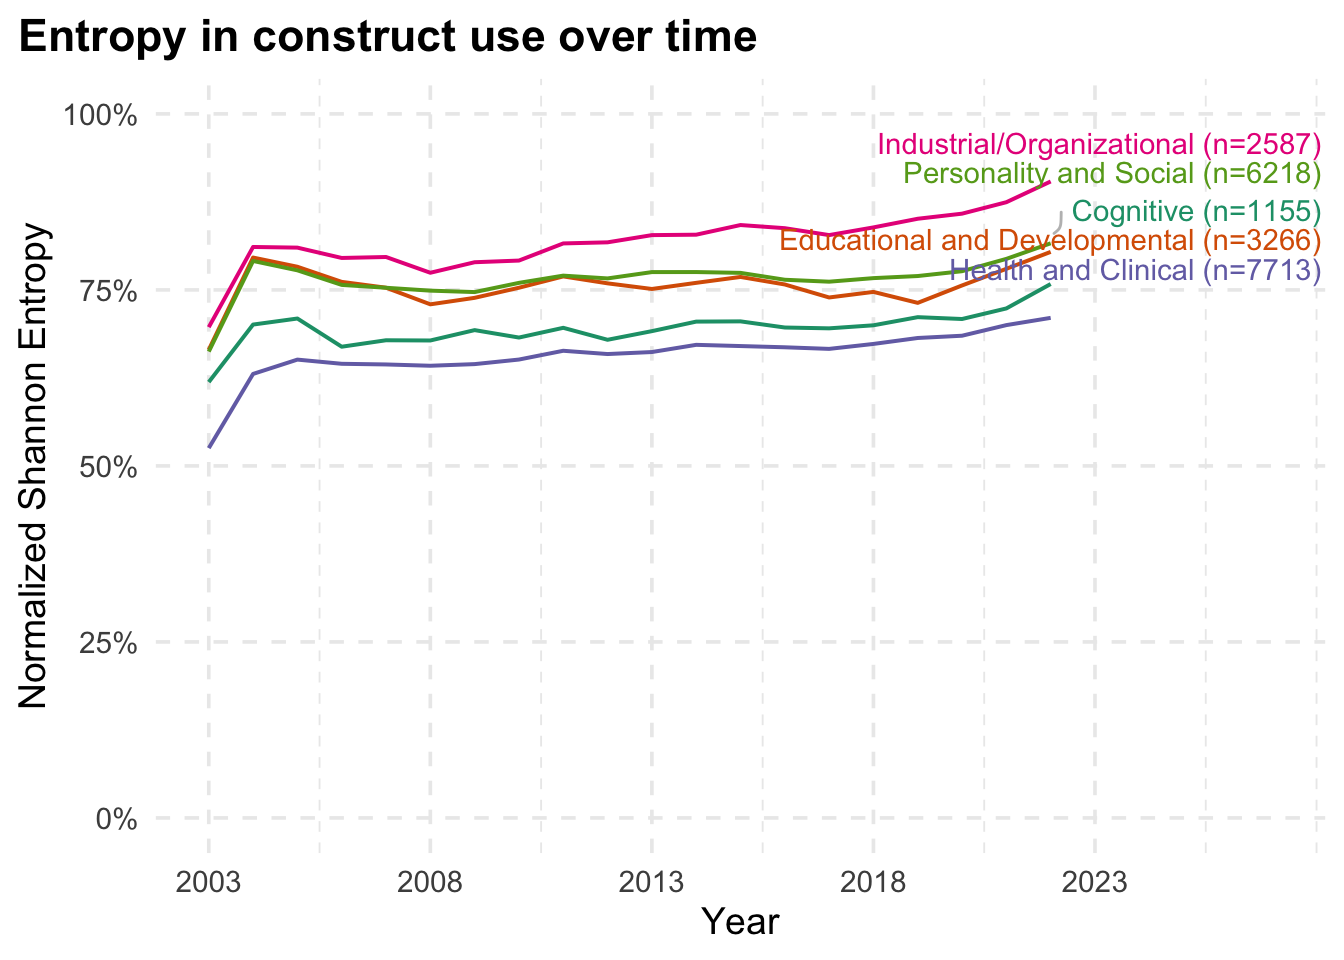 Entropy in construct use over time
100%
Industrial/Organizational (n=2587)
Personality and Social (n=6218)
Cognitive (n=1155)
Educational and Developmental (n=3266)
Health and Clinical (n=7713)
75%
50%
25%
0%
Normalized Shannon Entropy
2003 2008 2013 2018 2023
Year